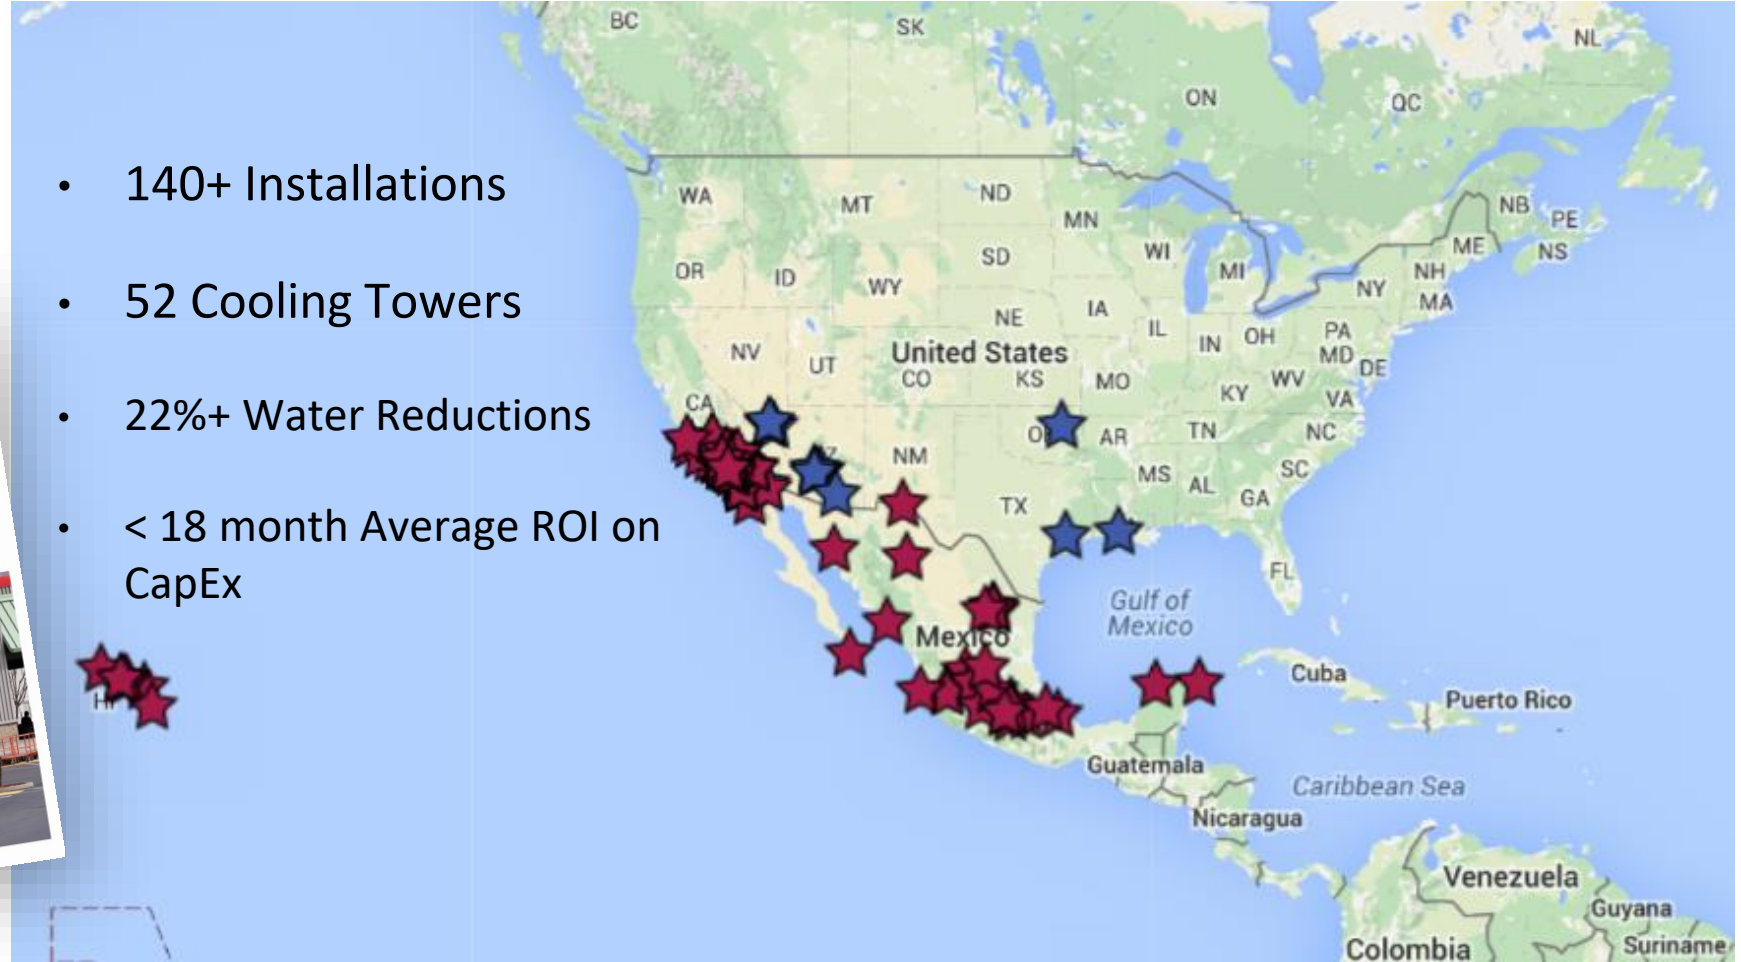 • 140+ Installations
• 52 Cooling Towers
• 22%+ Water Reductions
• < 18 month Average ROI on
CapEx
BC
SK
NL
ON
QC
WA
MT
ND
MN
NB
PE
OR
ID
SD
WI
MI
ME
NS
WY
NH
NY
MA
NE
IA
IL
IN
OH
PA
NV
UT
United States
MD
DE
CO
KS
MO
KY
WV
VA
CA
AR
TN
NC
NM
MS
AL
SC
TX
GA
FL
Gulf of
Mexico
Mexico
Cuba
Puerto Rico
Guatemala
Caribbean Sea
Nicaragua
Venezuela
Guyana
Colombia
Suriname